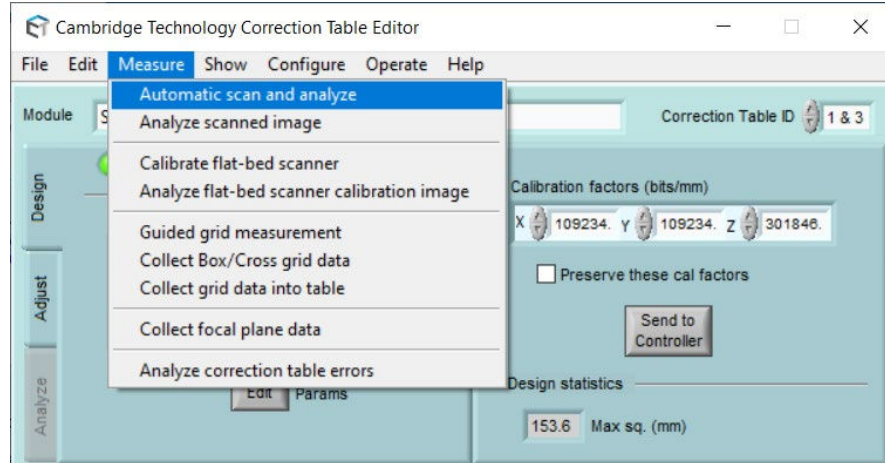 Cambridge Technology Correction Table Editor
File Edit Measure Show Configure Operate Help
Automatic scan and analyze
Analyze scanned image
Calibrate flat-bed scanner
Analyze flat-bed scanner calibration image
Guided grid measurement
Collect Box/Cross grid data
Collect grid data into table
Collect focal plane data
Analyze correction table errors
Module S
Correction Table ID 1 & 3
Design
Adjust
Analyze
Calibration factors (bits/mm)
X 109234. Y 109234. Z 301846.
Preserve these cal factors
Send to
Controller
Edit Params
Design statistics
153.6 Max sq. (mm)